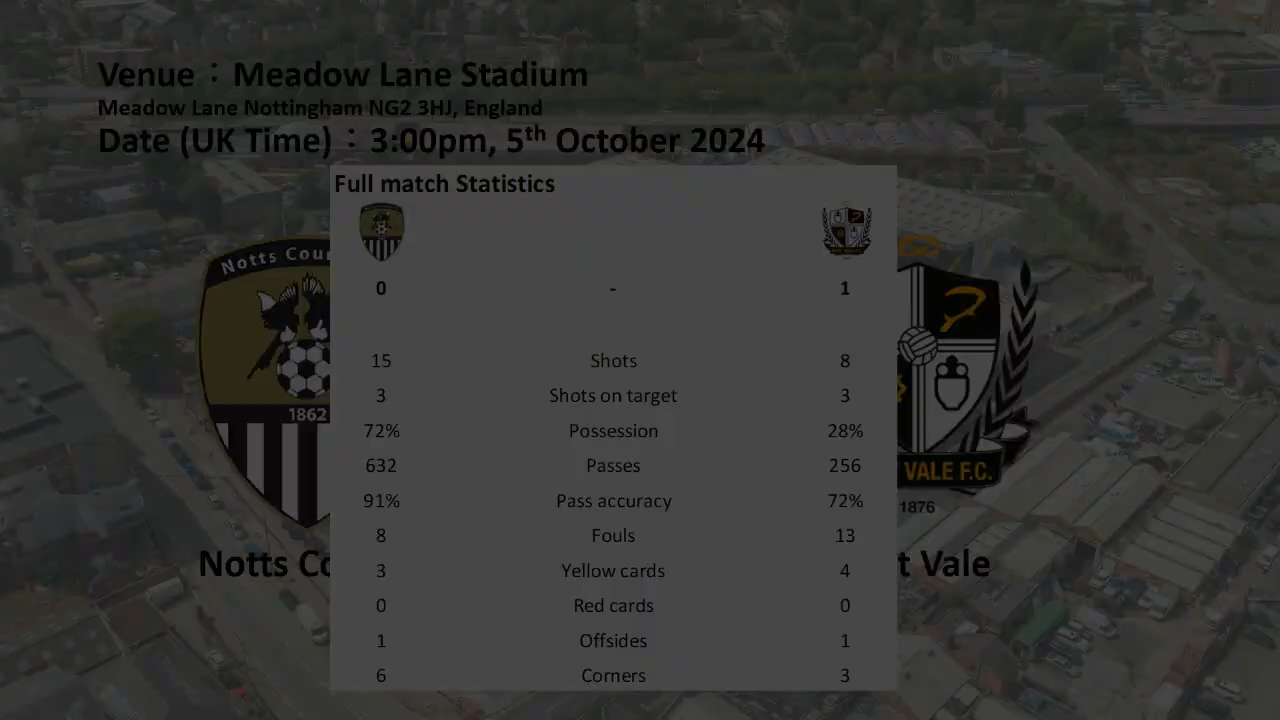 Venue：Meadow Lane Stadium
Meadow Lane Nottingham NG2 3HJ, England
Date (UK Time)：3:00pm, 5th October 2024
Full match Statistics
0 - 1
15 Shots 8
3 Shots on target 3
72% Possession 28%
632 Passes 256
91% Pass accuracy 72%
8 Fouls 13
3 Yellow cards 4
0 Red cards 0
1 Offsides 1
6 Corners 3
Notts Cou
1862
VALE F.C.
1876
Notts Co
t Vale